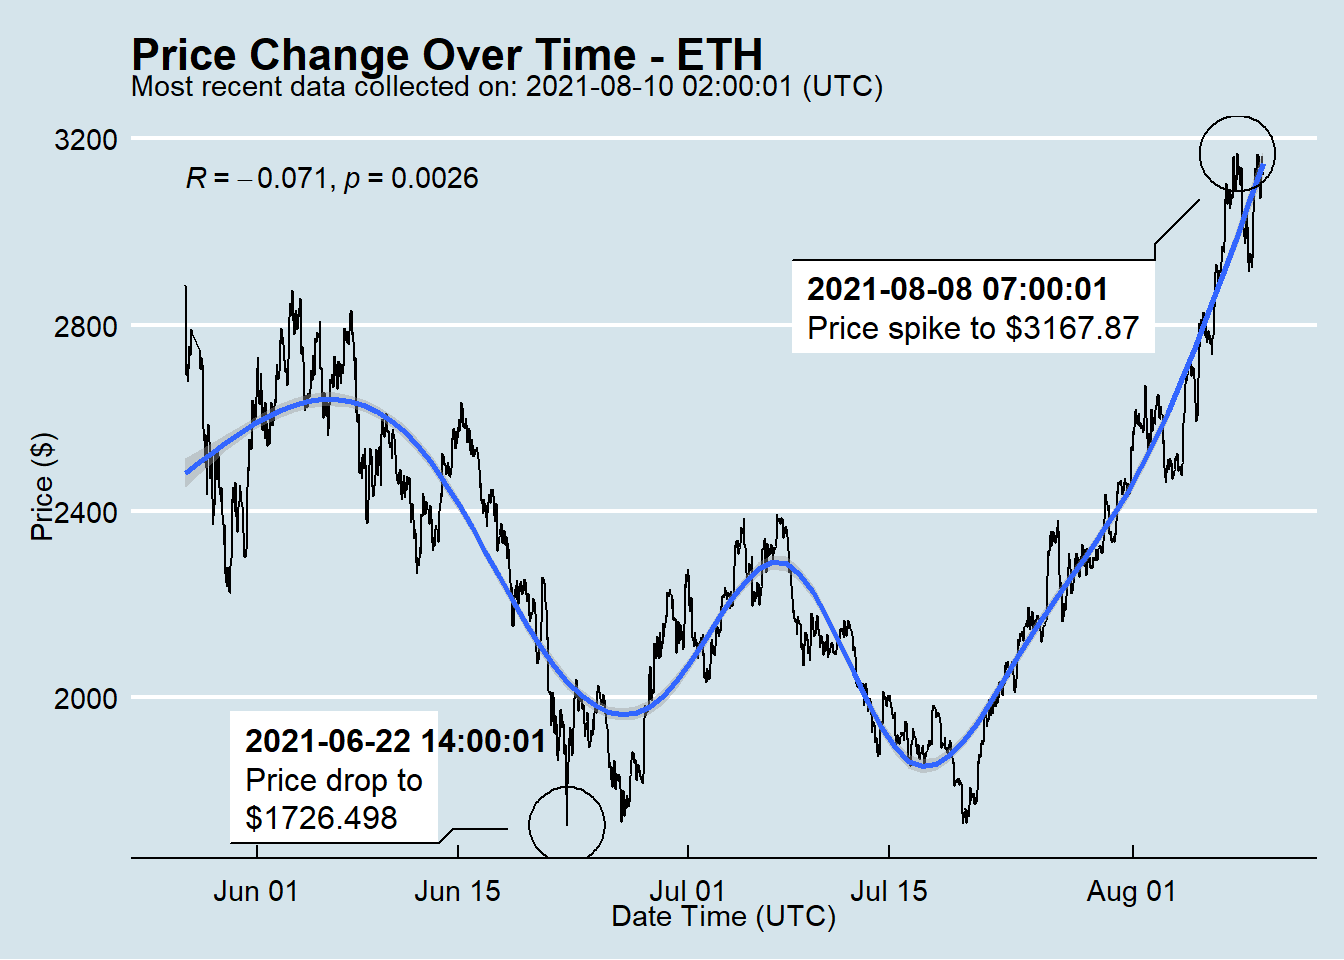 Price Change Over Time - ETH
Most recent data collected on: 2021-08-10 02:00:01 (UTC)
R = −0.071, p = 0.0026
3200
2800
2400
2000
Price ($)
2021-08-08 07:00:01
Price spike to $3167.87
2021-06-22 14:00:01
Price drop to
$1726.498
Jun 01
Jun 15
Jul 01
Jul 15
Aug 01
Date Time (UTC)